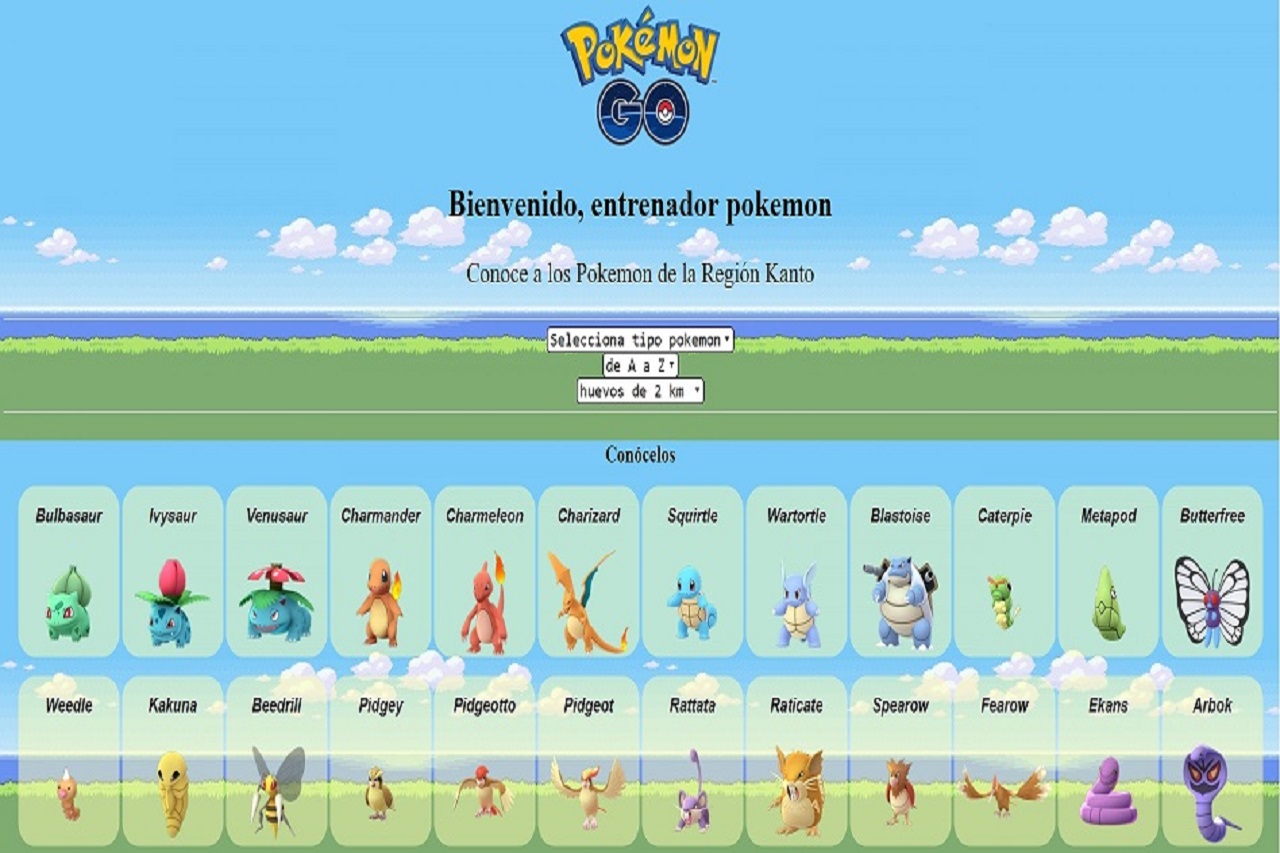 POKéMON
GO
Bienvenido, entrenador pokemon
Conoce a los Pokemon de la Región Kanto
Selecciona tipo pokemon
de A a Z
huevos de 2 km
Conócelos
Bulbasaur Ivysaur Venusaur Charmander Charmeleon Charizard Squirtle Wartortle Blastoise Caterpie Metapod Butterfree
Weedle Kakuna Beedrill Pidgey Pidgeotto Pidgeot Rattata Raticate Spearow Fearow Ekans Arbok